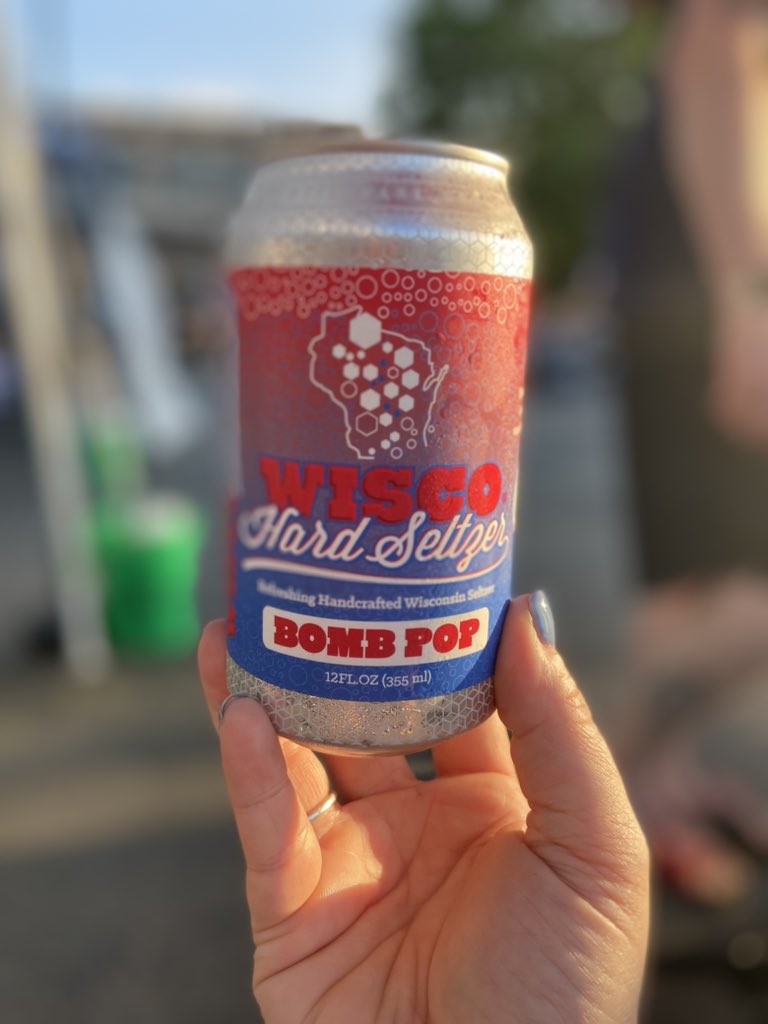 WISCO
Hard Seltzer
Refreshing Handcrafted Wisconsin Seltzer
BOMB POP
12FL.OZ (355 ml)